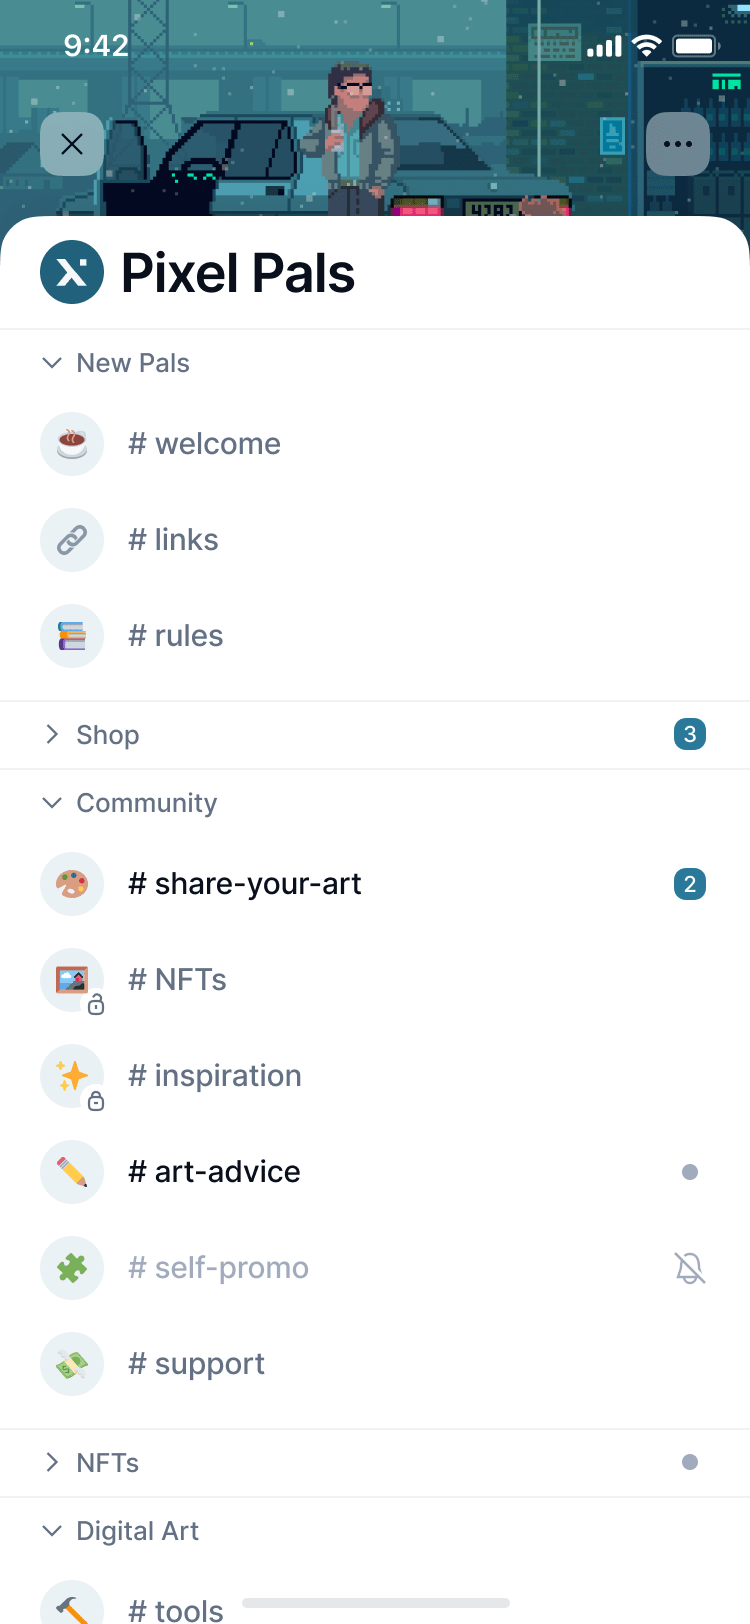 9:42
Pixel Pals
New Pals
# welcome
# links
# rules
Shop
3
Community
# share-your-art
2
# NFTs
# inspiration
# art-advice
# self-promo
# support
NFTs
Digital Art
# tools